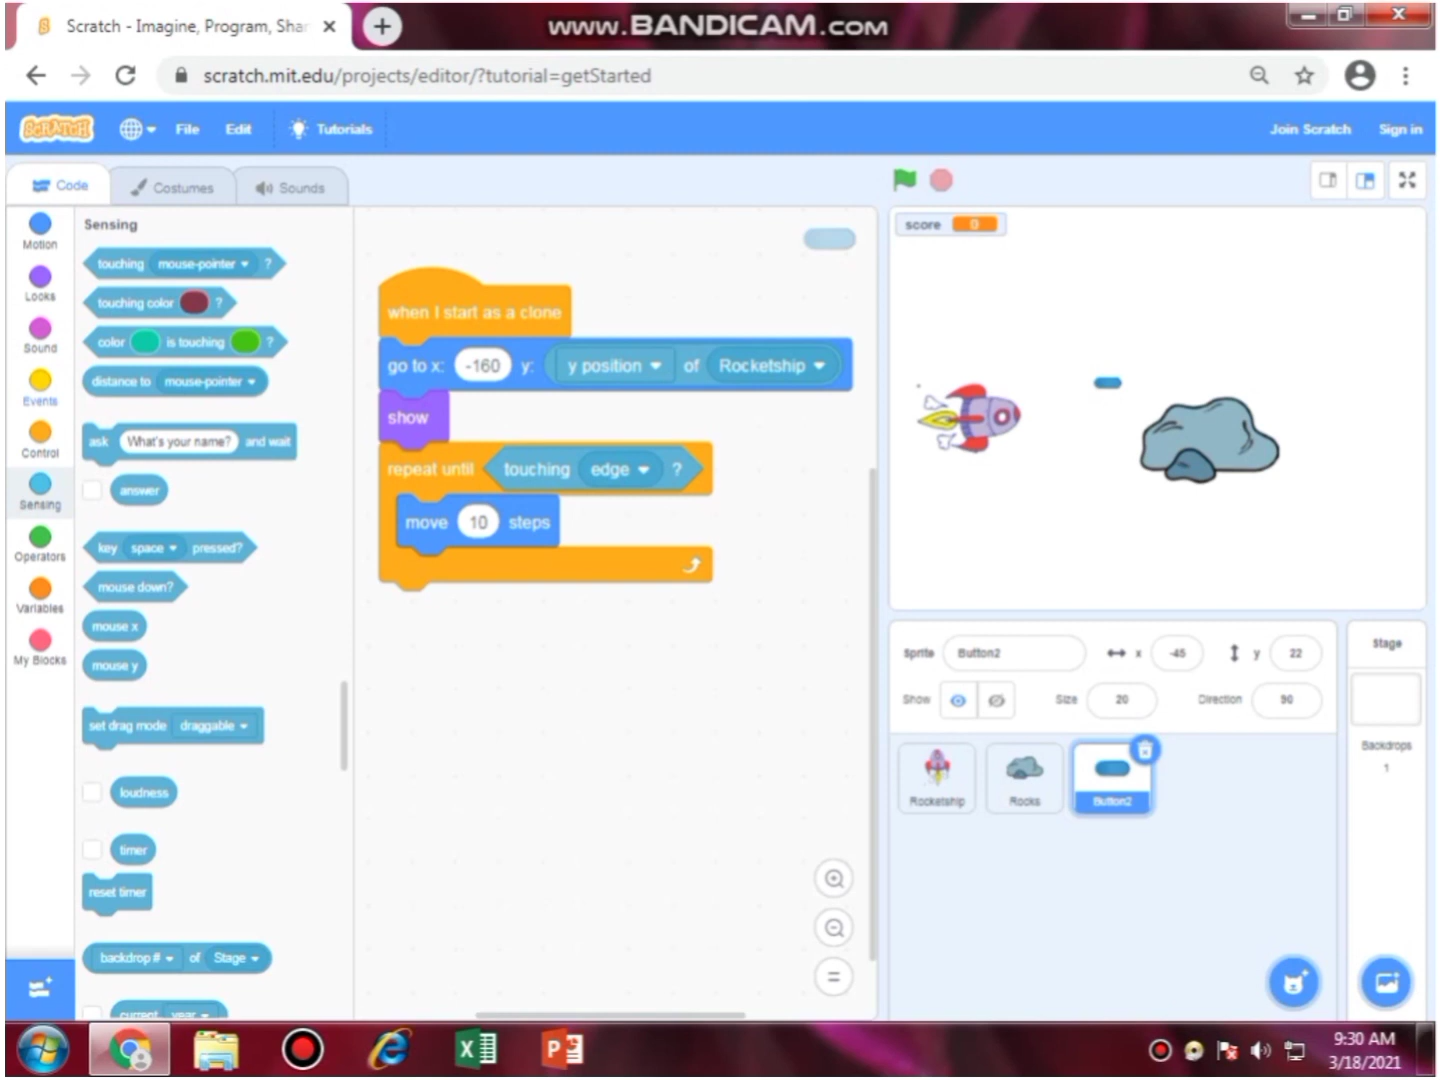 Scratch - Imagine, Program, Shar
www.BANDICAM.com
scratch.mit.edu/projects/editor/?tutorial=getStarted
SCRATCH
File
Edit
Tutorials
Join Scratch
Sign in
Code
Costumes
Sounds
Motion
Looks
Sound
Events
Control
Sensing
Operators
Variables
My Blocks
Sensing
touching mouse-pointer ?
touching color ?
color is touching ?
distance to mouse-pointer
ask What's your name? and wait
answer
key space pressed?
mouse down?
mouse x
mouse y
set drag mode draggable
loudness
timer
reset timer
backdrop # of Stage
current year
when I start as a clone
go to x: -160 y: y position of Rocketship
show
repeat until touching edge ?
move 10 steps
score 0
Sprite Button2 x -45 y 22
Show Size 20 Direction 90
Rocketship
Rocks
Button2
Stage
Backdrops
1
9:30 AM
3/18/2021